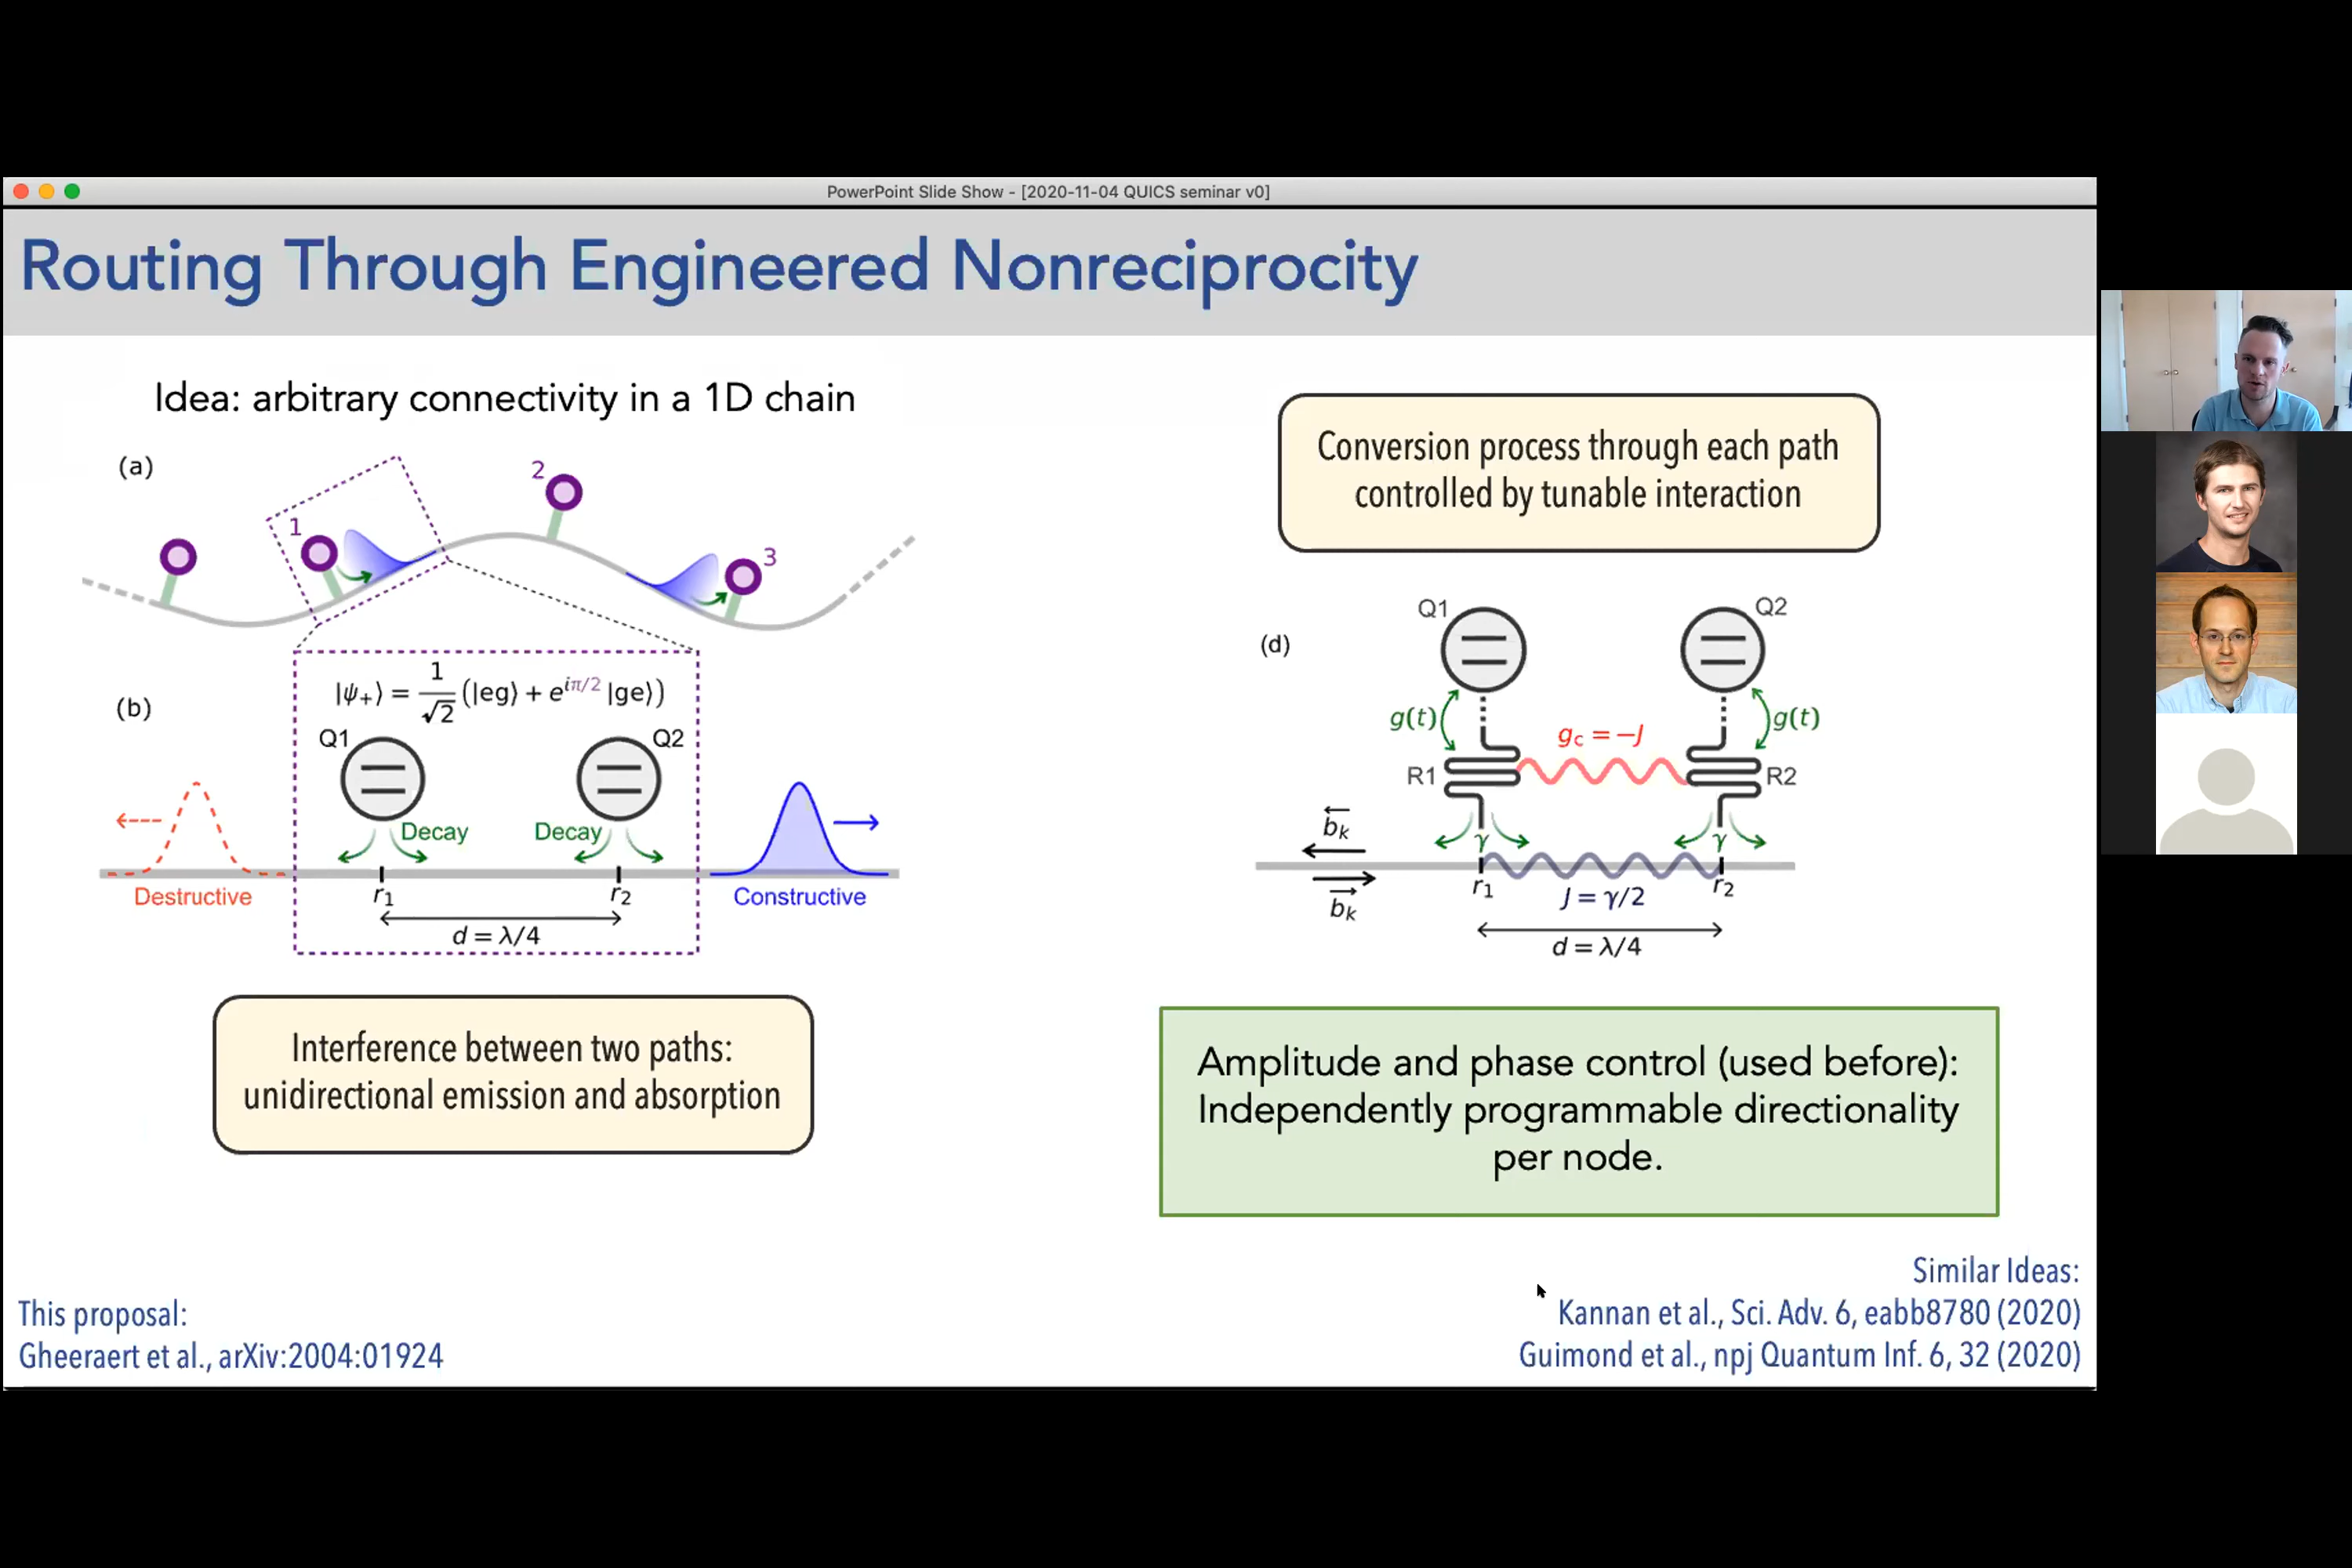 PowerPoint Slide Show - [2020-11-04 QUICS seminar v0]
Routing Through Engineered Nonreciprocity
Idea: arbitrary connectivity in a 1D chain
(a)
1
2
3
(b)
|ψ₊⟩ = 1/√2 (|eg⟩ + e^{iπ/2} |ge⟩)
Q1
Q2
Decay
Decay
Destructive
r₁
r₂
Constructive
d = λ/4
Interference between two paths:
unidirectional emission and absorption
Conversion process through each path
controlled by tunable interaction
(d)
Q1
Q2
g(t)
g(t)
g_c = −J
R1
R2
γ
γ
←b_k
→b_k
r₁
r₂
J = γ/2
d = λ/4
Amplitude and phase control (used before):
Independently programmable directionality
per node.
This proposal:
Gheeraert et al., arXiv:2004:01924
Similar Ideas:
Kannan et al., Sci. Adv. 6, eabb8780 (2020)
Guimond et al., npj Quantum Inf. 6, 32 (2020)